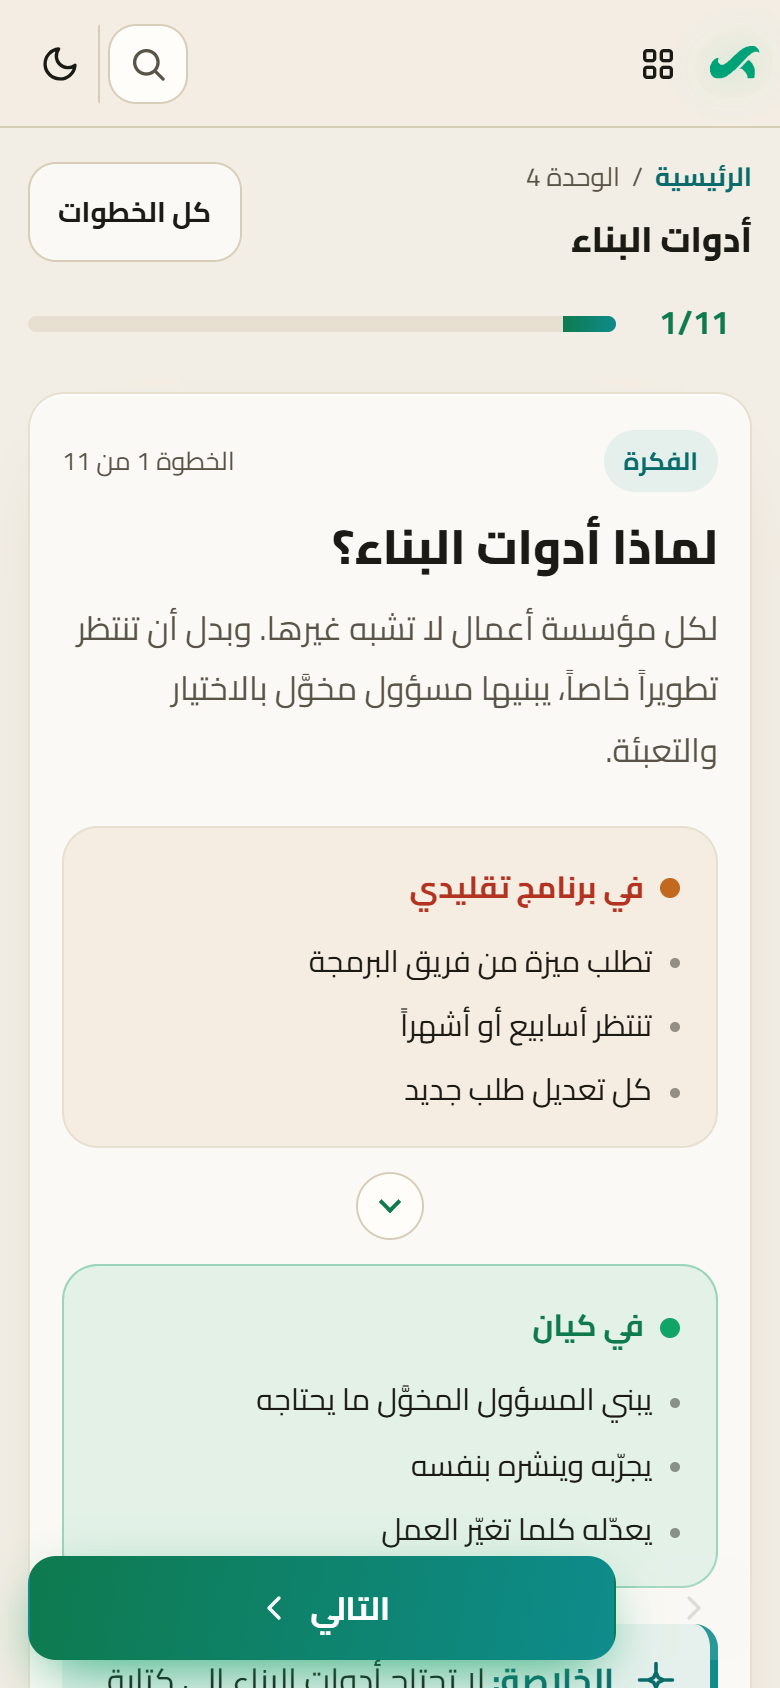 الرئيسية / الوحدة 4
أدوات البناء
كل الخطوات
1/11
الفكرة
الخطوة 1 من 11
لماذا أدوات البناء؟
لكل مؤسسة أعمال لا تشبه غيرها. وبدل أن تنتظر
تطويراً خاصاً، يبنيها مسؤول مخوَّل بالاختيار
والتعبئة.
في برنامج تقليدي
تطلب ميزة من فريق البرمجة
تنتظر أسابيع أو أشهراً
كل تعديل طلب جديد
في كيان
يبني المسؤول المخوَّل ما يحتاجه
يجرّبه وينشره بنفسه
يعدّله كلما تغيّر العمل
التالي
الخلاصة: لا تحتاج أدوات البناء إلى كتابة